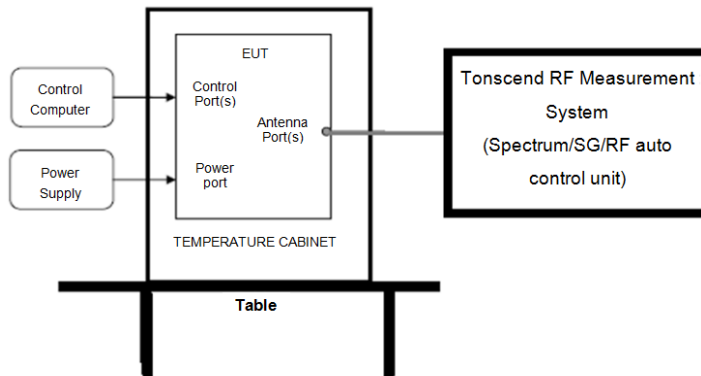 EUT
Control
Computer
Control
Port(s)
Antenna
Port(s)
Power
Supply
Power
port
TEMPERATURE CABINET
Table
Tonscend RF Measurement
System
(Spectrum/SG/RF auto
control unit)